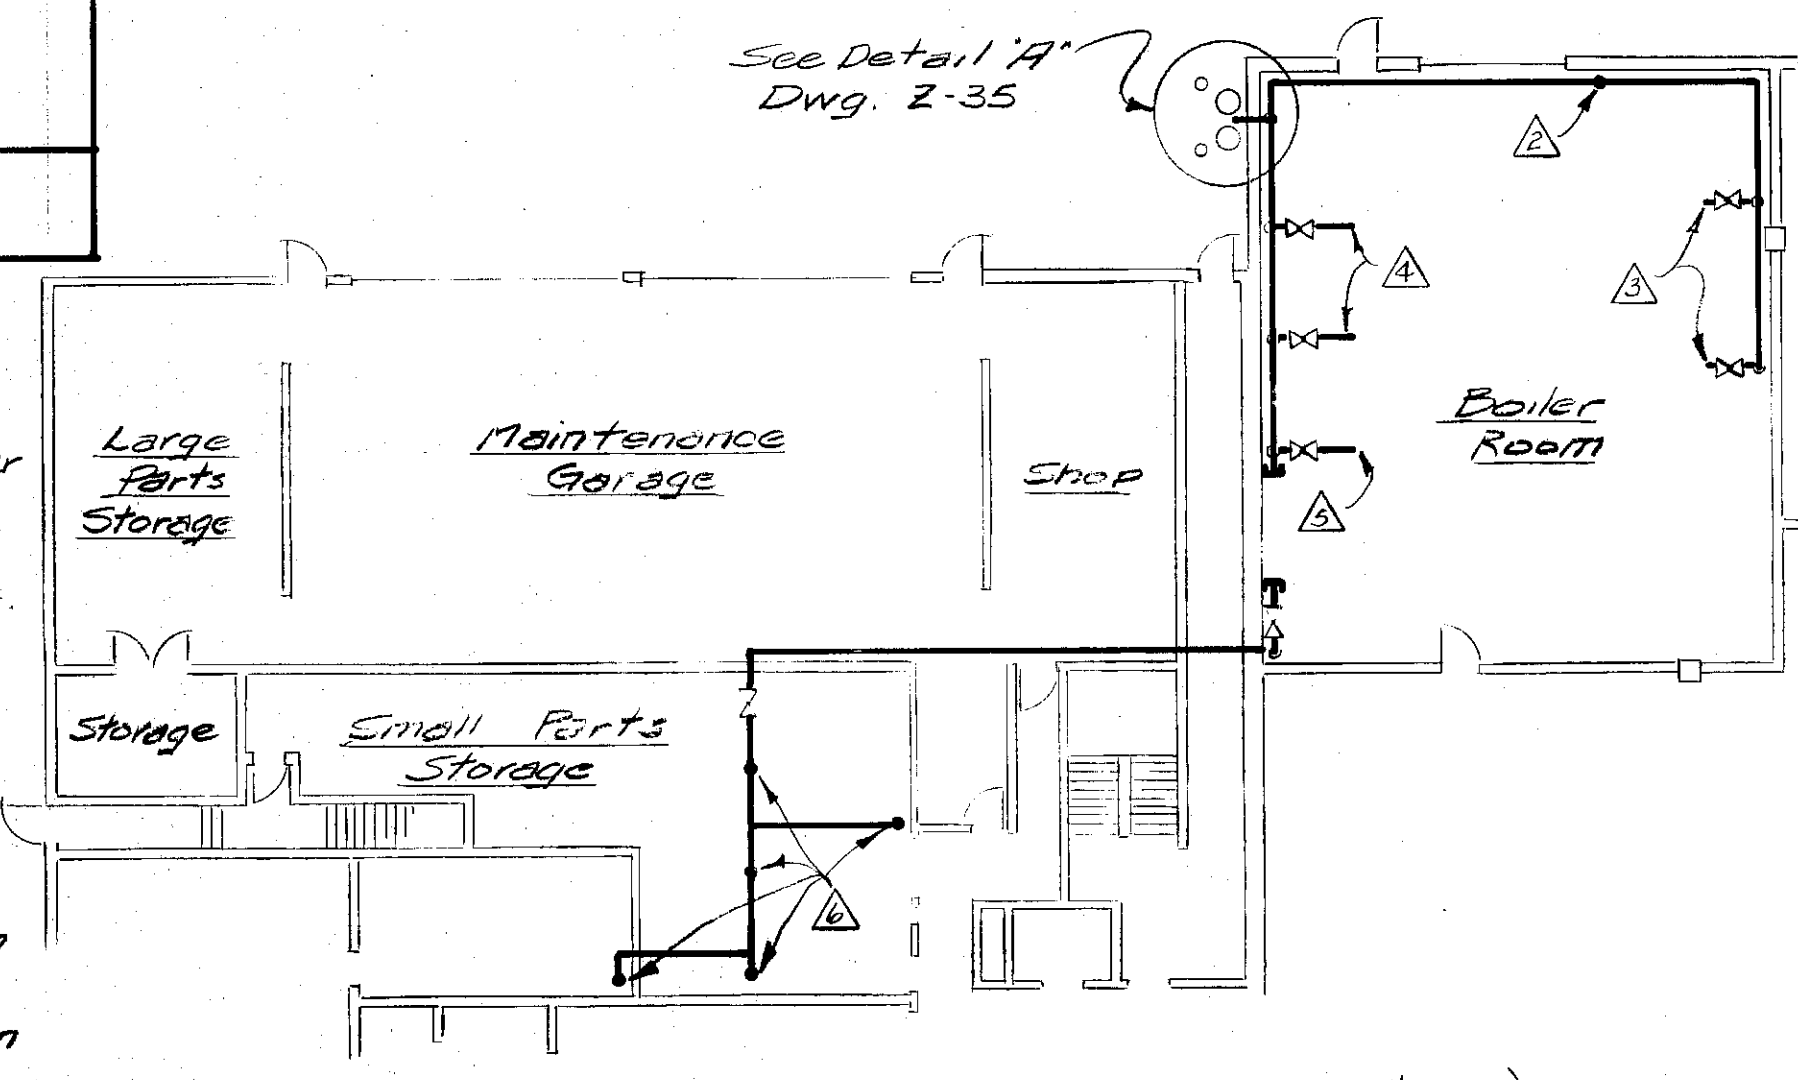 See Detail "A"
Dwg. Z-35
2
4
3
Boiler
Room
Large
Parts
Storage
Maintenance
Garage
Shop
5
Storage
Small Parts
Storage
6